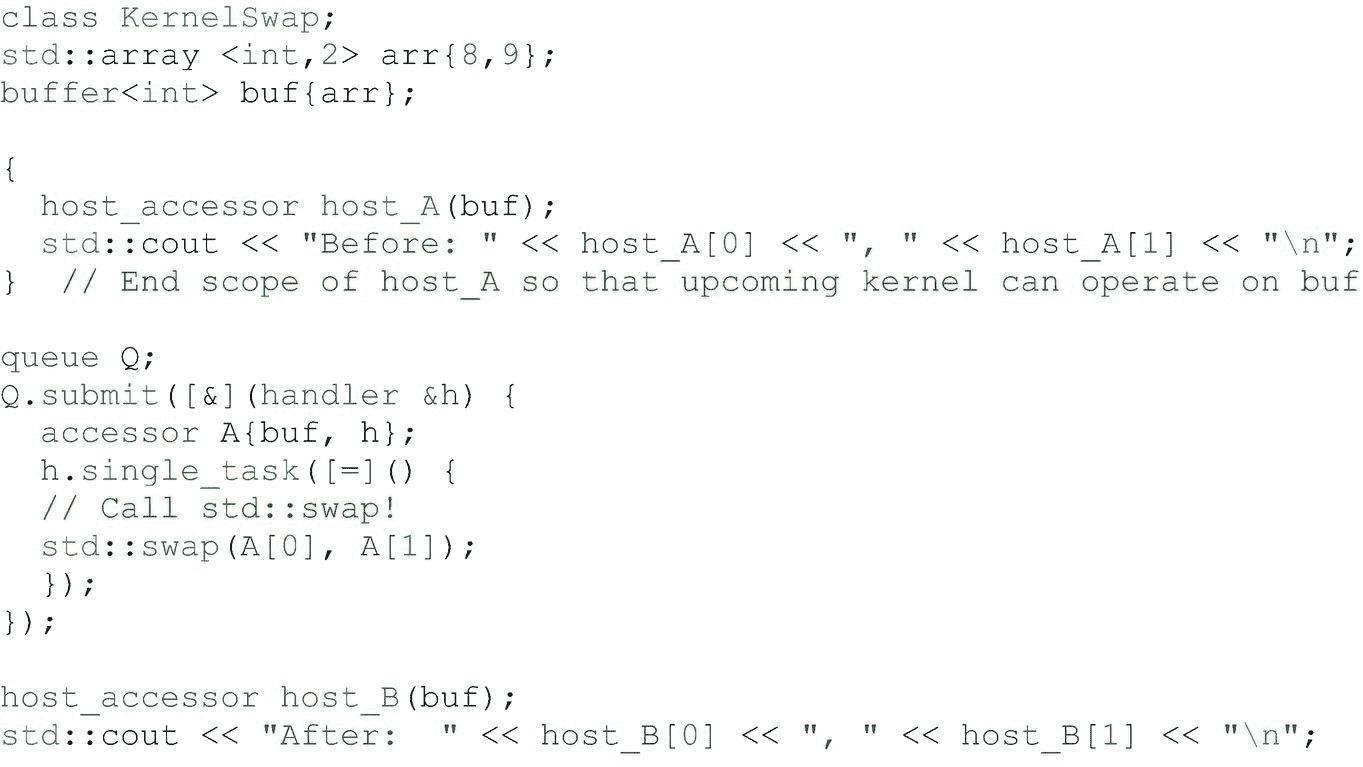 class KernelSwap;
std::array <int,2> arr{8,9};
buffer<int> buf{arr};

{
  host_accessor host_A(buf);
  std::cout << "Before: " << host_A[0] << ", " << host_A[1] << "\n";
}  // End scope of host_A so that upcoming kernel can operate on buf

queue Q;
Q.submit([&](handler &h) {
  accessor A{buf, h};
  h.single_task([=]() {
  // Call std::swap!
  std::swap(A[0], A[1]);
  });
});

host_accessor host_B(buf);
std::cout << "After:  " << host_B[0] << ", " << host_B[1] << "\n";